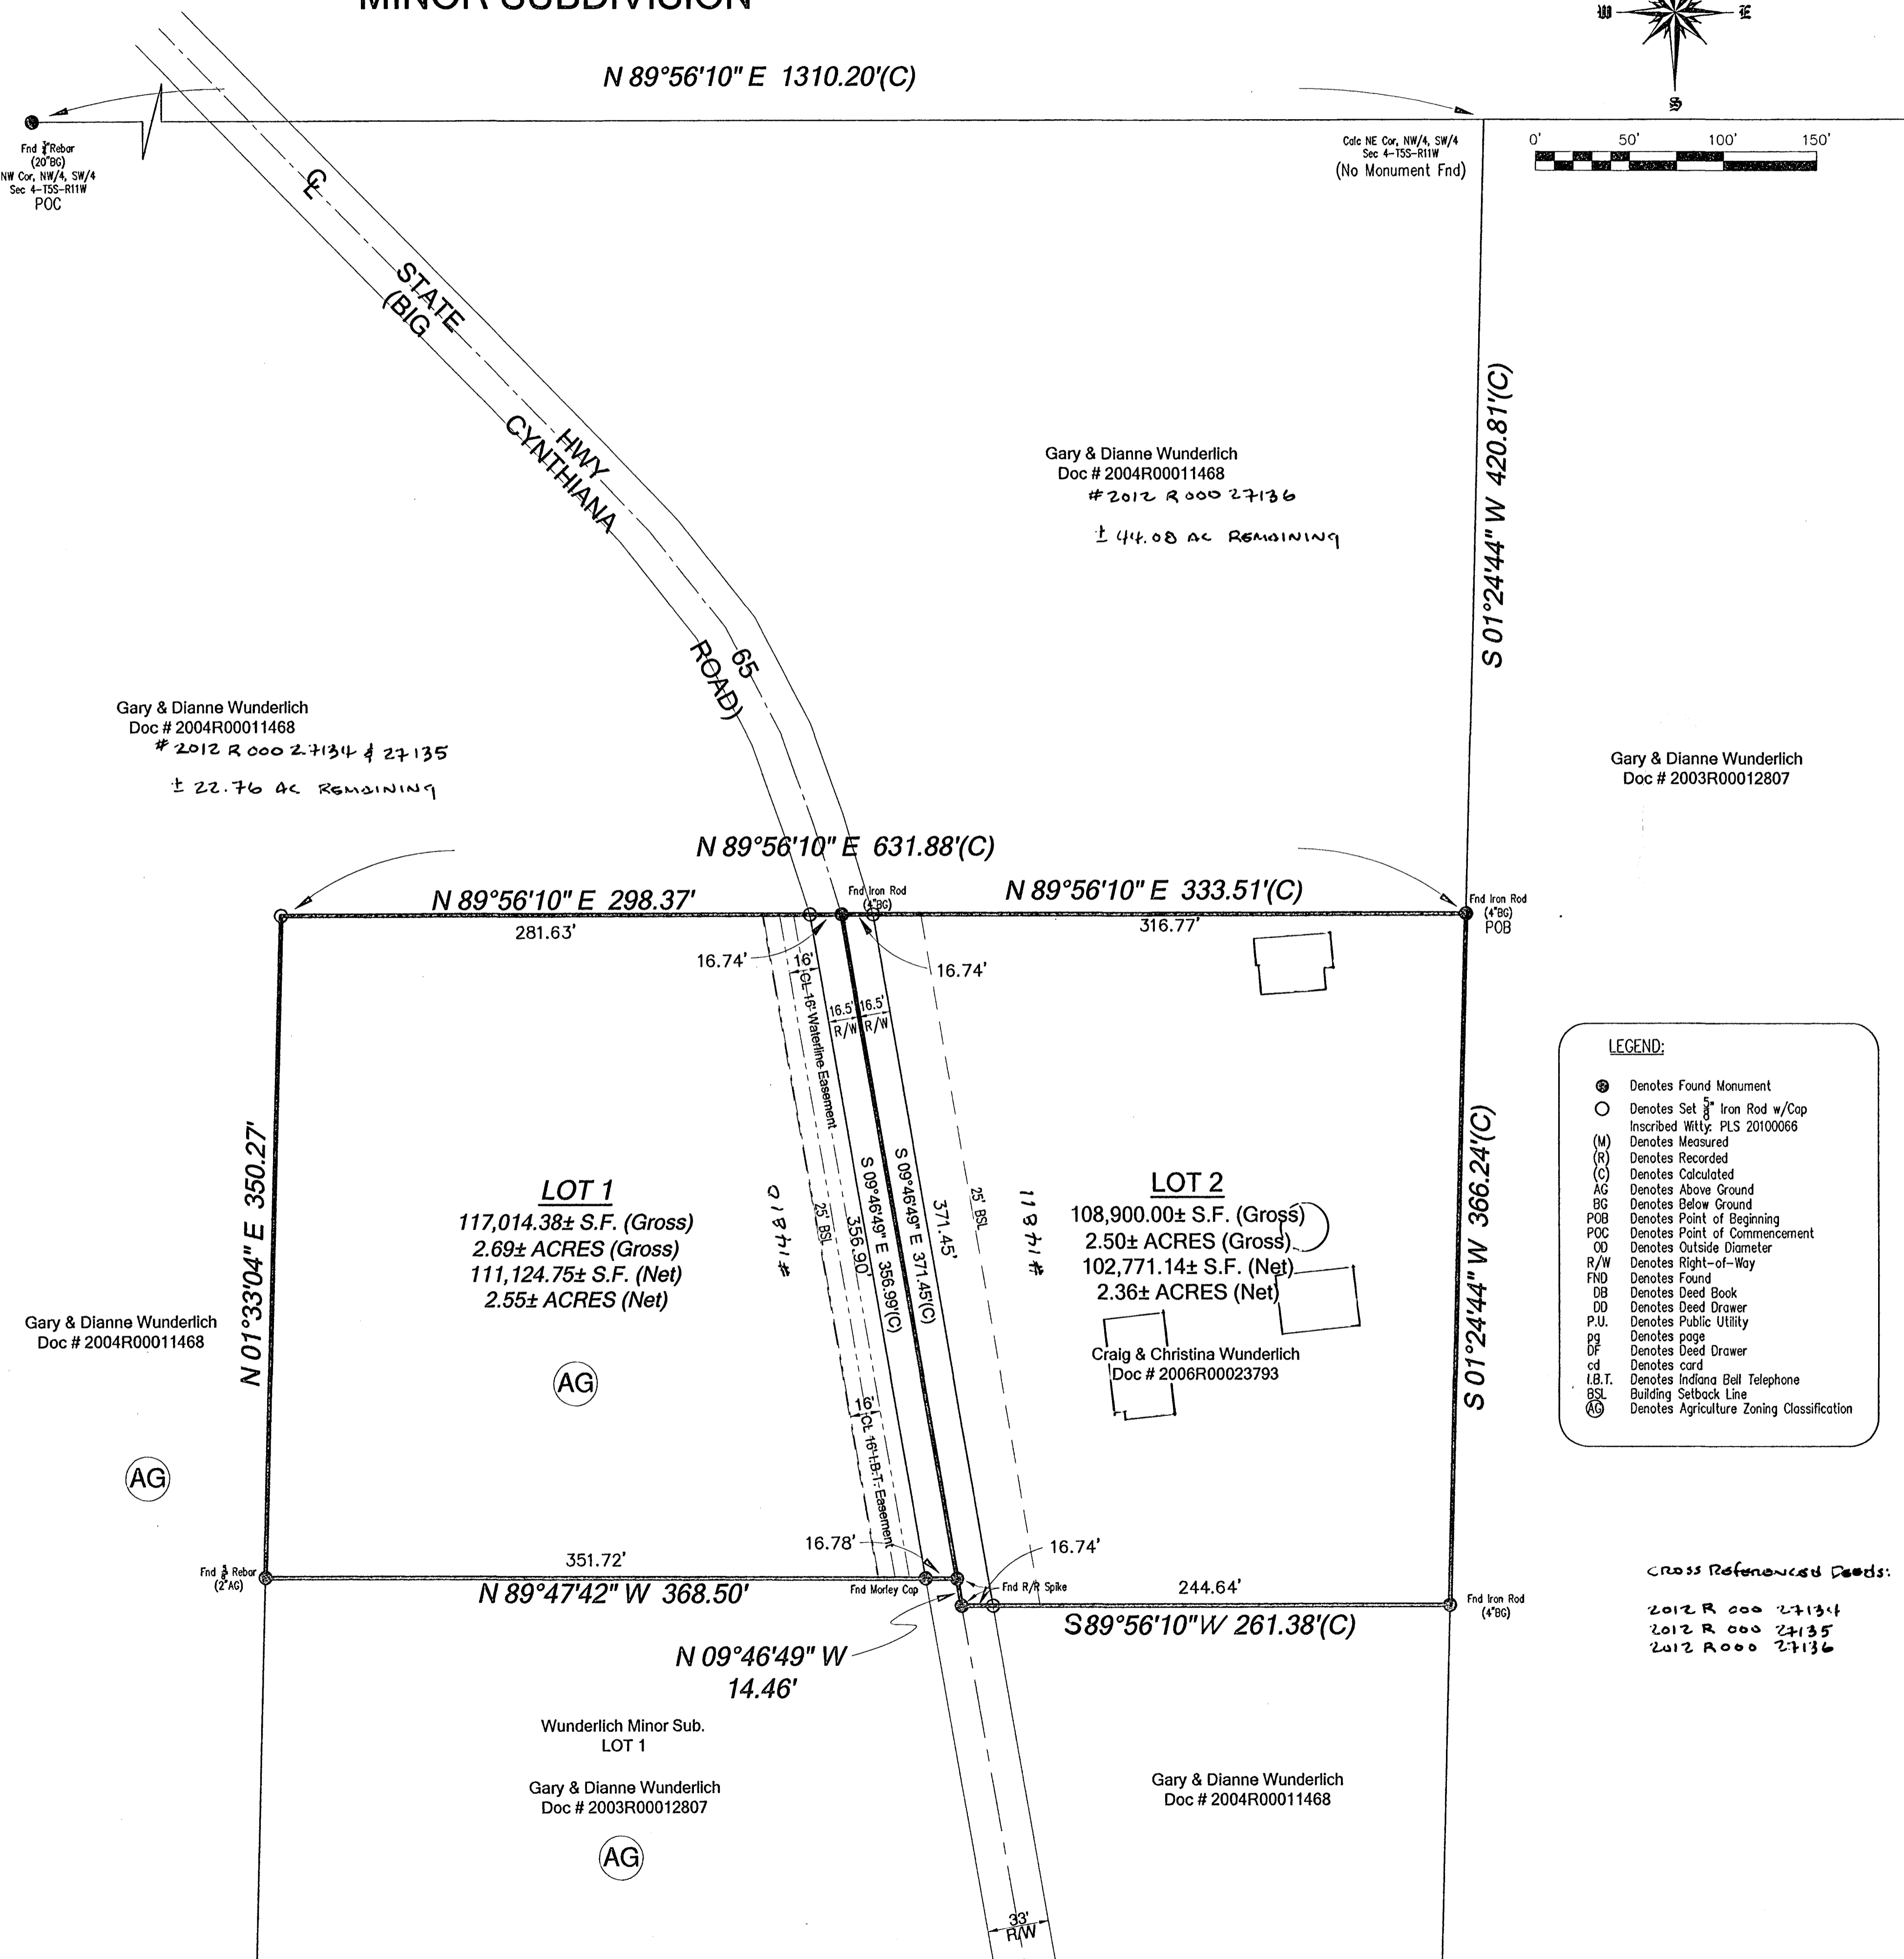 MINOR SUBDIVISION
W E
S
N 89°56'10" E 1310.20'(C)
Fnd ¾" Rebar
(20"BG)
NW Cor, NW/4, SW/4
Sec 4-T5S-R11W
POC
Calc NE Cor, NW/4, SW/4
Sec 4-T5S-R11W
(No Monument Fnd)
0' 50' 100' 150'
CL
STATE HWY 65
(BIG CYNTHIANA ROAD)
Gary & Dianne Wunderlich
Doc # 2004R00011468
#2012 R 000 27136
± 44.08 AC REMAINING
S 01°24'44" W 420.81'(C)
Gary & Dianne Wunderlich
Doc # 2004R00011468
# 2012 R 000 27134 & 27135
± 22.76 AC REMAINING
Gary & Dianne Wunderlich
Doc # 2003R00012807
N 89°56'10" E 631.88'(C)
N 89°56'10" E 298.37'
Fnd Iron Rod
(4"BG)
N 89°56'10" E 333.51'(C)
Fnd Iron Rod
(4"BG)
POB
281.63'
316.77'
16.74'
16'
16.74'
CL 16' Waterline Easement
16.5' 16.5'
R/W R/W
N 01°33'04" E 350.27'
LOT 1
117,014.38± S.F. (Gross)
2.69± ACRES (Gross)
111,124.75± S.F. (Net)
2.55± ACRES (Net)
AG
#14810
25' BSL
356.90'
S 09°46'49" E 356.99'(C)
S 09°46'49" E 371.45'(C)
371.45'
25' BSL
#14811
LOT 2
108,900.00± S.F. (Gross)
2.50± ACRES (Gross)
102,771.14± S.F. (Net)
2.36± ACRES (Net)
Craig & Christina Wunderlich
Doc # 2006R00023793
S 01°24'44" W 366.24'(C)
LEGEND:
Denotes Found Monument
Denotes Set 5/8" Iron Rod w/Cap
Inscribed Witty: PLS 20100066
(M) Denotes Measured
(R) Denotes Recorded
(C) Denotes Calculated
AG Denotes Above Ground
BG Denotes Below Ground
POB Denotes Point of Beginning
POC Denotes Point of Commencement
OD Denotes Outside Diameter
R/W Denotes Right-of-Way
FND Denotes Found
DB Denotes Deed Book
DD Denotes Deed Drawer
P.U. Denotes Public Utility
pg Denotes page
DF Denotes Deed Drawer
cd Denotes card
I.B.T. Denotes Indiana Bell Telephone
BSL Building Setback Line
AG Denotes Agriculture Zoning Classification
Gary & Dianne Wunderlich
Doc # 2004R00011468
AG
16'
CL 16' I.B.T. Easement
16.78'
16.74'
Fnd 5/8 Rebar
(2"AG)
351.72'
N 89°47'42" W 368.50'
Fnd Morley Cap
Fnd R/R Spike
244.64'
S89°56'10"W 261.38'(C)
Fnd Iron Rod
(4"BG)
N 09°46'49" W
14.46'
CROSS Referenced Deeds:
2012 R 000 27134
2012 R 000 27135
2012 R 000 27136
Wunderlich Minor Sub.
LOT 1
Gary & Dianne Wunderlich
Doc # 2003R00012807
AG
Gary & Dianne Wunderlich
Doc # 2004R00011468
33'
R/W